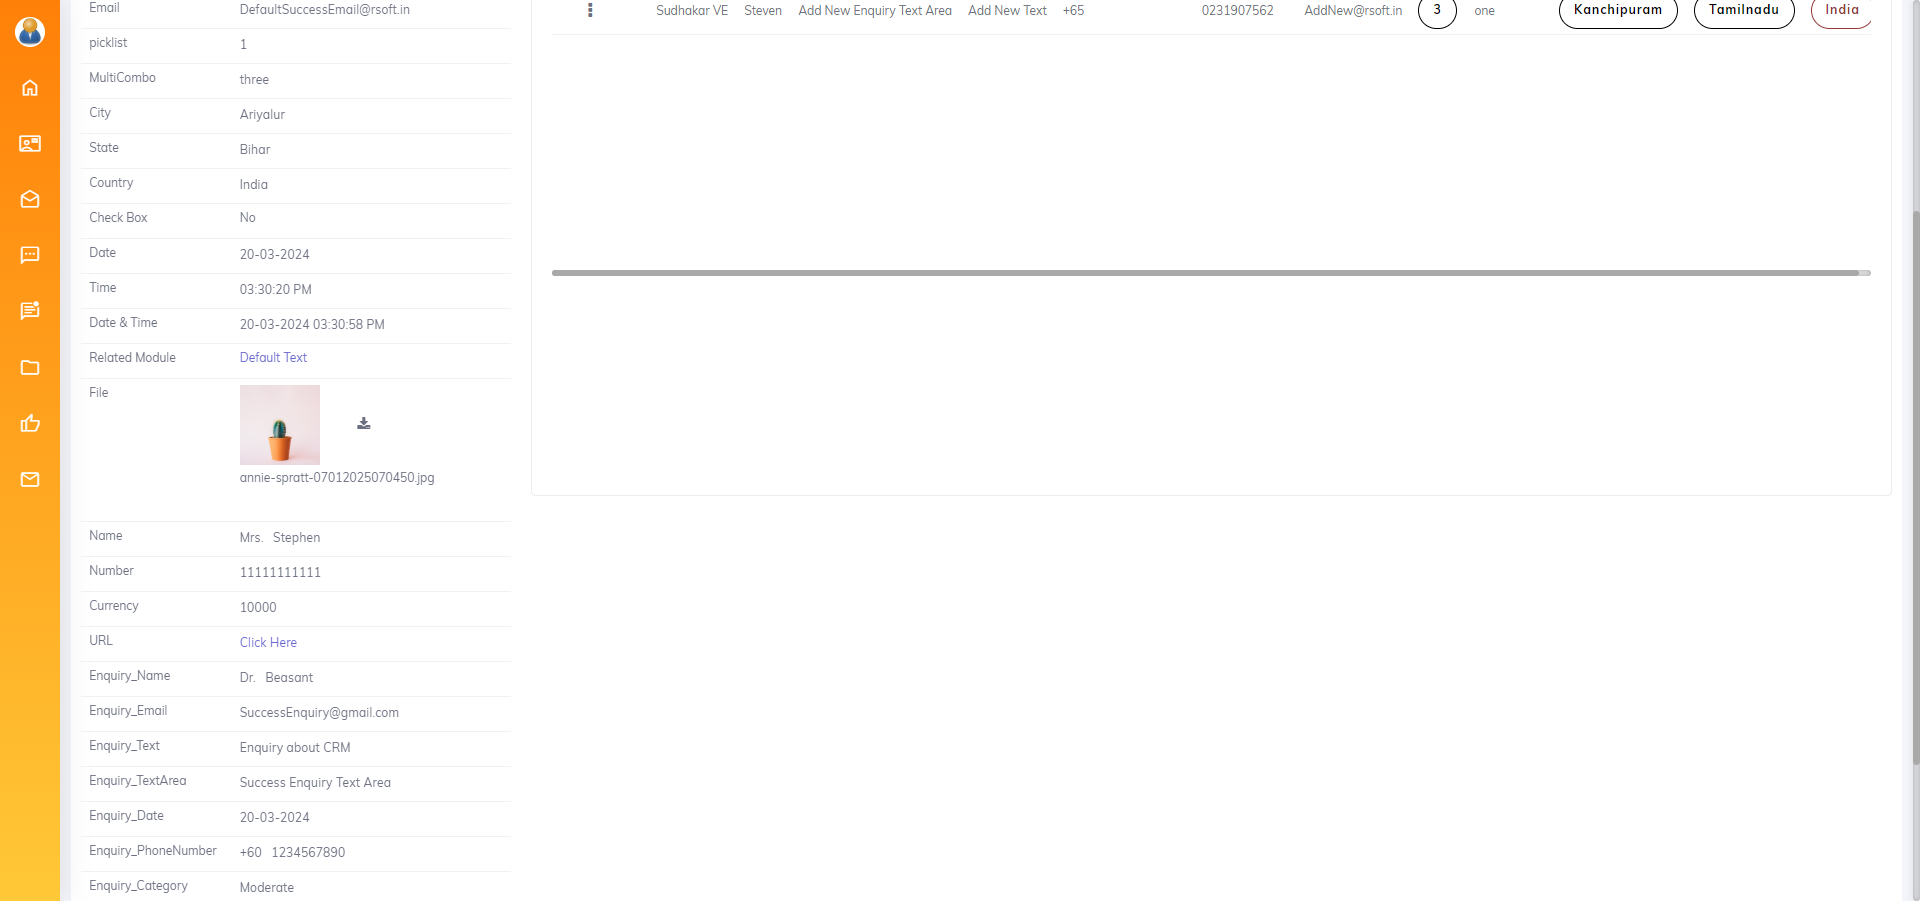 Email DefaultSuccessEmail@rsoft.in
picklist 1
MultiCombo three
City Ariyalur
State Bihar
Country India
Check Box No
Date 20-03-2024
Time 03:30:20 PM
Date & Time 20-03-2024 03:30:58 PM
Related Module Default Text
File
annie-spratt-07012025070450.jpg
Name Mrs. Stephen
Number 11111111111
Currency 10000
URL Click Here
Enquiry_Name Dr. Beasant
Enquiry_Email SuccessEnquiry@gmail.com
Enquiry_Text Enquiry about CRM
Enquiry_TextArea Success Enquiry Text Area
Enquiry_Date 20-03-2024
Enquiry_PhoneNumber +60 1234567890
Enquiry_Category Moderate
Sudhakar VE Steven Add New Enquiry Text Area Add New Text +65 0231907562 AddNew@rsoft.in 3 one Kanchipuram Tamilnadu India